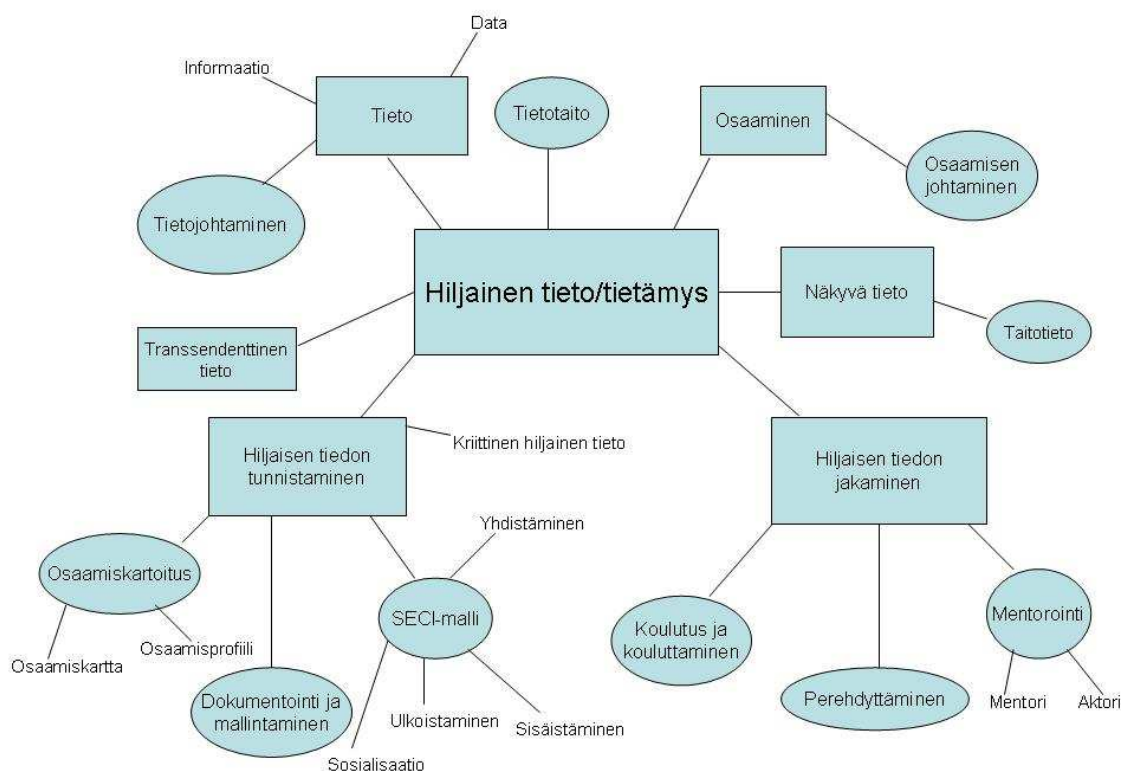 Data
Informaatio
Tieto
Tietotaito
Osaaminen
Osaamisen
johtaminen
Tietojohtaminen
Hiljainen tieto/tietämys
Näkyvä tieto
Taitotieto
Transsendenttinen
tieto
Kriittinen hiljainen tieto
Hiljaisen tiedon
tunnistaminen
Hiljaisen tiedon
jakaminen
Yhdistäminen
Osaamiskartoitus
SECI-malli
Mentorointi
Koulutus ja
kouluttaminen
Osaamisprofiili
Osaamiskartta
Dokumentointi ja
mallintaminen
Ulkoistaminen
Sisäistäminen
Sosialisaatio
Perehdyttäminen
Mentori
Aktori